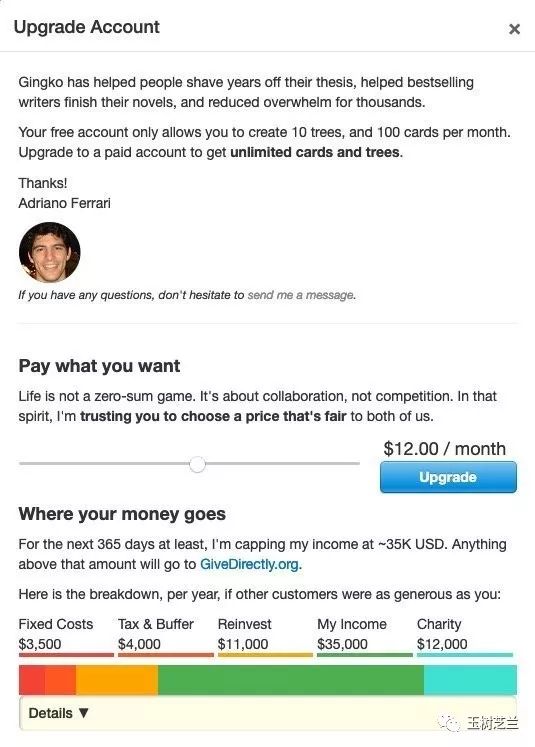 Upgrade Account
×
Gingko has helped people shave years off their thesis, helped bestselling
writers finish their novels, and reduced overwhelm for thousands.
Your free account only allows you to create 10 trees, and 100 cards per month.
Upgrade to a paid account to get unlimited cards and trees.
Thanks!
Adriano Ferrari
If you have any questions, don't hesitate to send me a message.
Pay what you want
Life is not a zero-sum game. It's about collaboration, not competition. In that
spirit, I'm trusting you to choose a price that's fair to both of us.
$12.00 / month
Upgrade
Where your money goes
For the next 365 days at least, I'm capping my income at ~35K USD. Anything
above that amount will go to GiveDirectly.org.
Here is the breakdown, per year, if other customers were as generous as you:
Fixed Costs Tax & Buffer Reinvest My Income Charity
$3,500 $4,000 $11,000 $35,000 $12,000
Details ▼
玉树芝兰